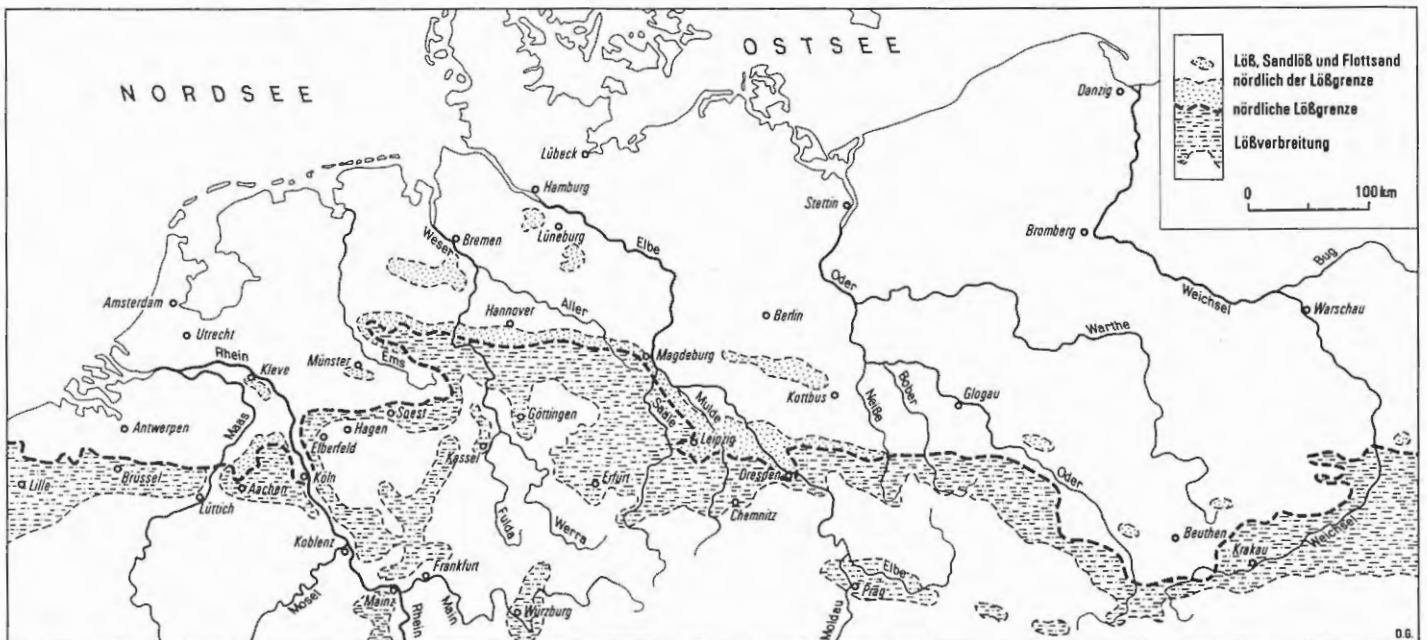 NORDSEE
OSTSEE
Löß, Sandlöß und Flottsand
nördlich der Lößgrenze
nördliche Lößgrenze
Lößverbreitung
0 100 km
Danzig
Lübeck
Hamburg
Stettin
Lüneburg
Bremen
Weser
Elbe
Bromberg
Bug
Oder
Weichsel
Amsterdam
Aller
Hannover
Berlin
Warschau
Utrecht
Warthe
Rhein
Münster
Ems
Magdeburg
Kleve
Kottbus
Neiße
Bober
Glogau
Maas
Soest
Göttingen
Saale
Mulde
Antwerpen
Hagen
Elberfeld
Leipzig
Kassel
Brüssel
Lille
Köln
Aachen
Erfurt
Dresden
Oder
Lüttich
Chemnitz
Fulda
Werra
Beuthen
Weichsel
Koblenz
Krakau
Frankfurt
Elbe
Prag
Mosel
Mainz
Rhein
Main
Würzburg
Moldau
D.G.